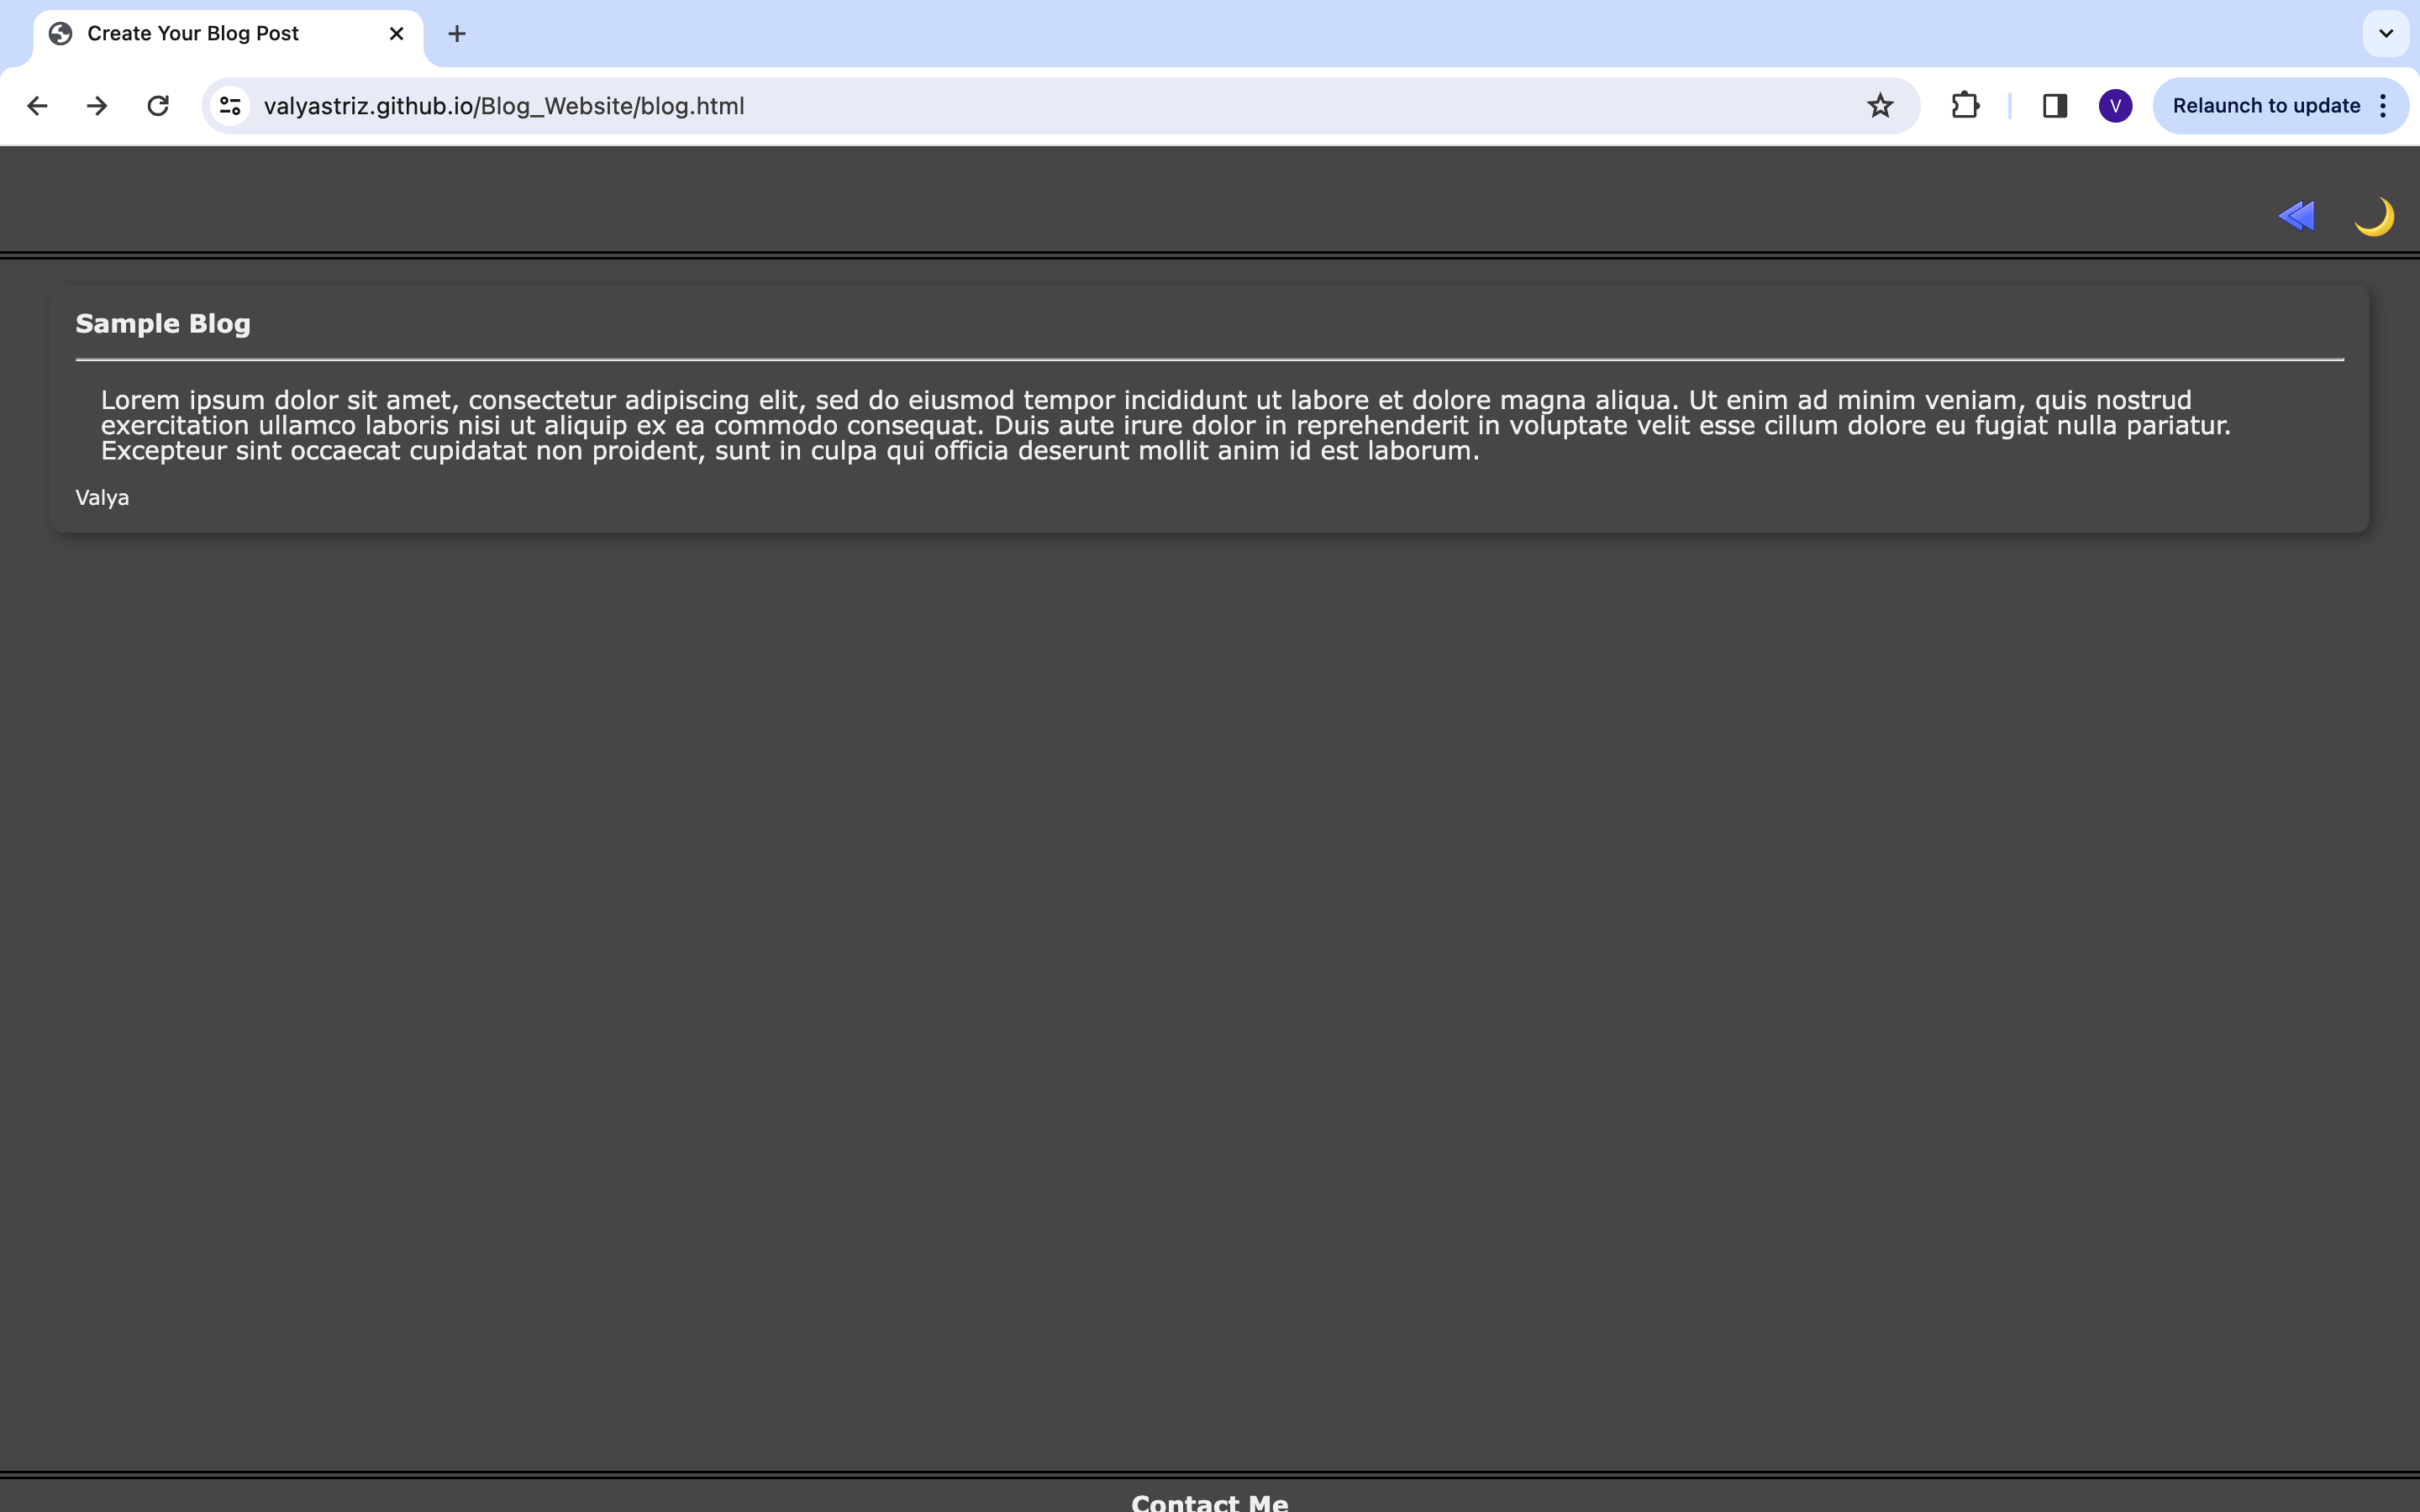 Create Your Blog Post
valyastriz.github.io/Blog_Website/blog.html
V
Relaunch to update
Sample Blog
Lorem ipsum dolor sit amet, consectetur adipiscing elit, sed do eiusmod tempor incididunt ut labore et dolore magna aliqua. Ut enim ad minim veniam, quis nostrud
exercitation ullamco laboris nisi ut aliquip ex ea commodo consequat. Duis aute irure dolor in reprehenderit in voluptate velit esse cillum dolore eu fugiat nulla pariatur.
Excepteur sint occaecat cupidatat non proident, sunt in culpa qui officia deserunt mollit anim id est laborum.
Valya
Contact Me